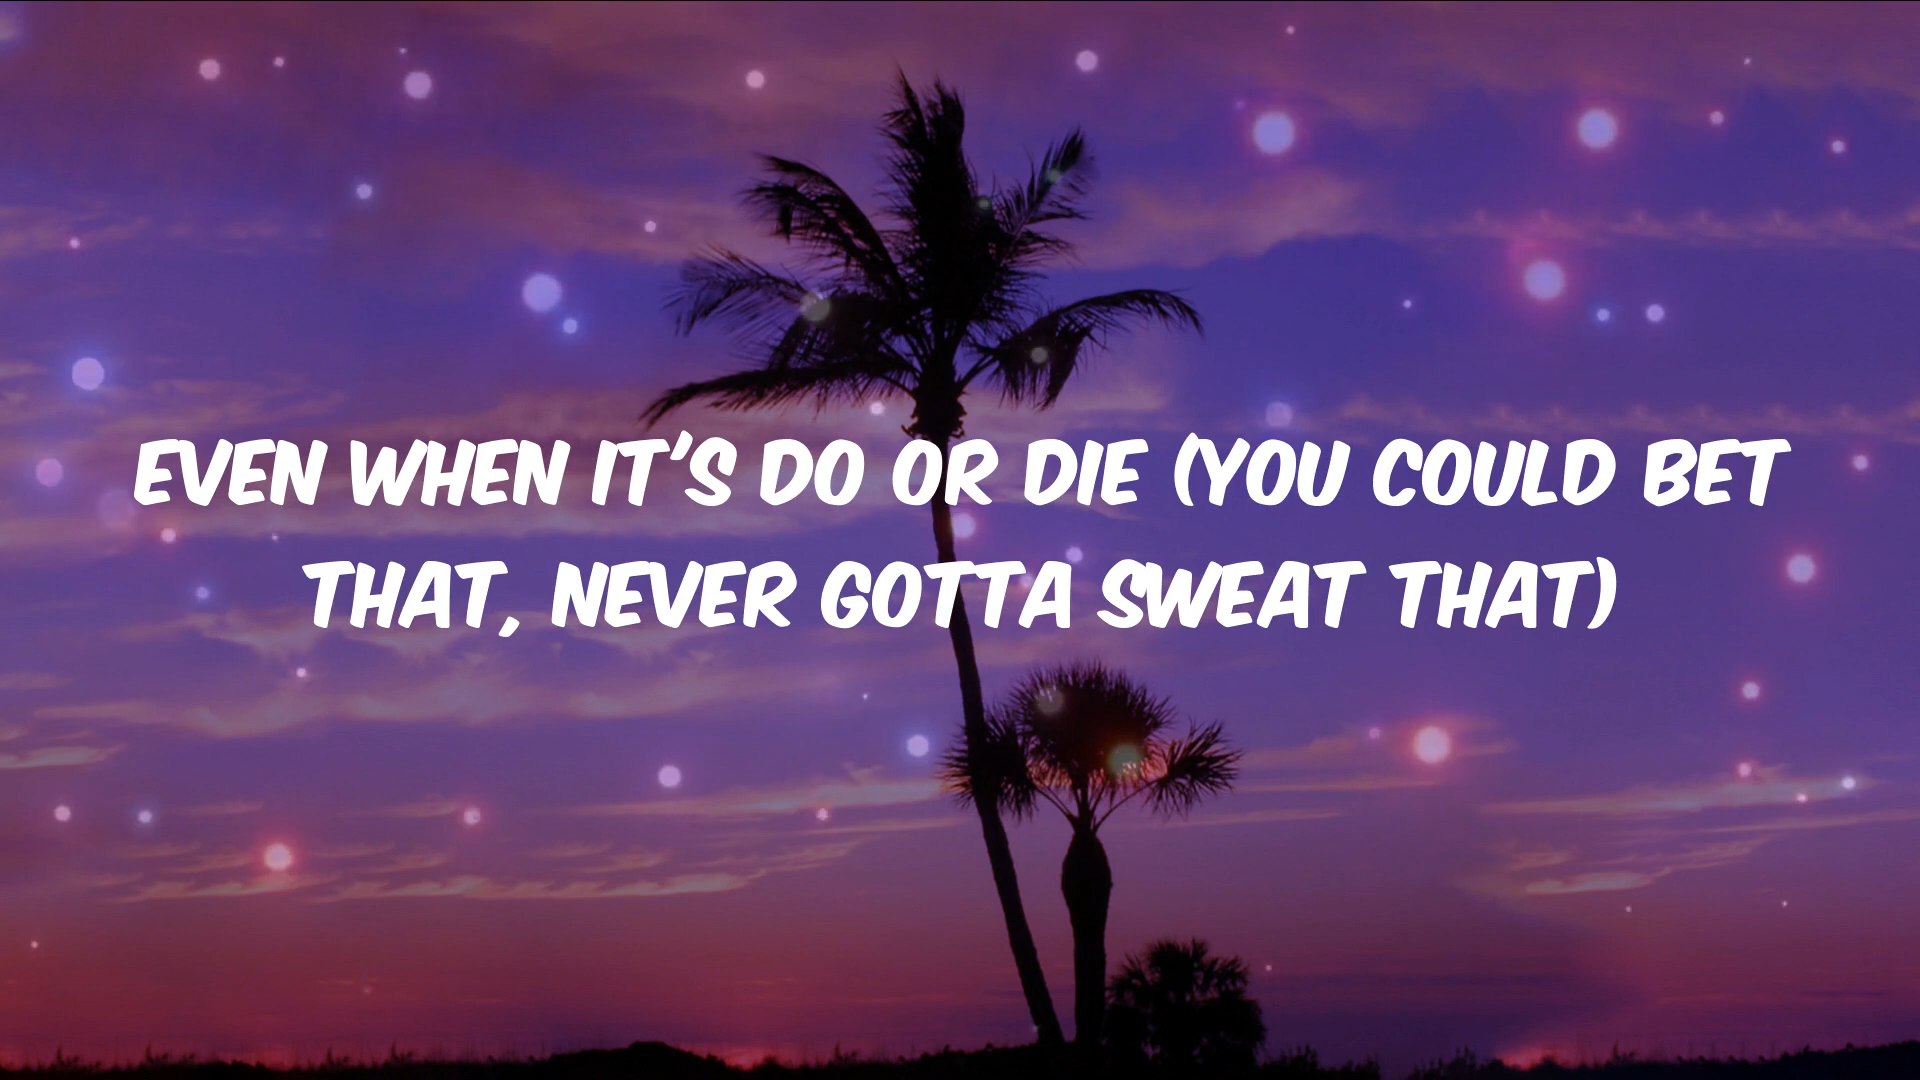 EVEN WHEN IT'S DO OR DIE (YOU COULD BET
THAT, NEVER GOTTA SWEAT THAT)